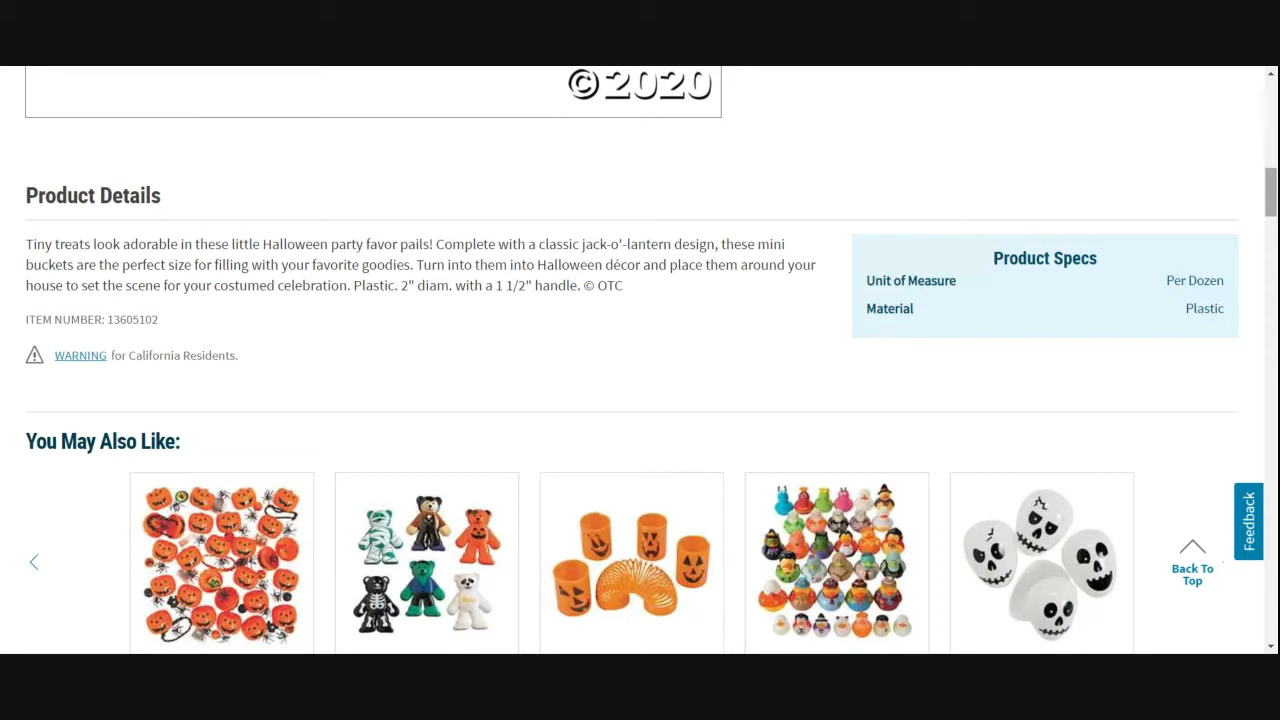 ©2020
Product Details
Tiny treats look adorable in these little Halloween party favor pails! Complete with a classic jack-o'-lantern design, these mini
buckets are the perfect size for filling with your favorite goodies. Turn into them into Halloween décor and place them around your
house to set the scene for your costumed celebration. Plastic. 2" diam. with a 1 1/2" handle. © OTC
ITEM NUMBER: 13605102
WARNING for California Residents.
Product Specs
Unit of Measure Per Dozen
Material Plastic
You May Also Like:
Feedback
Back To
Top